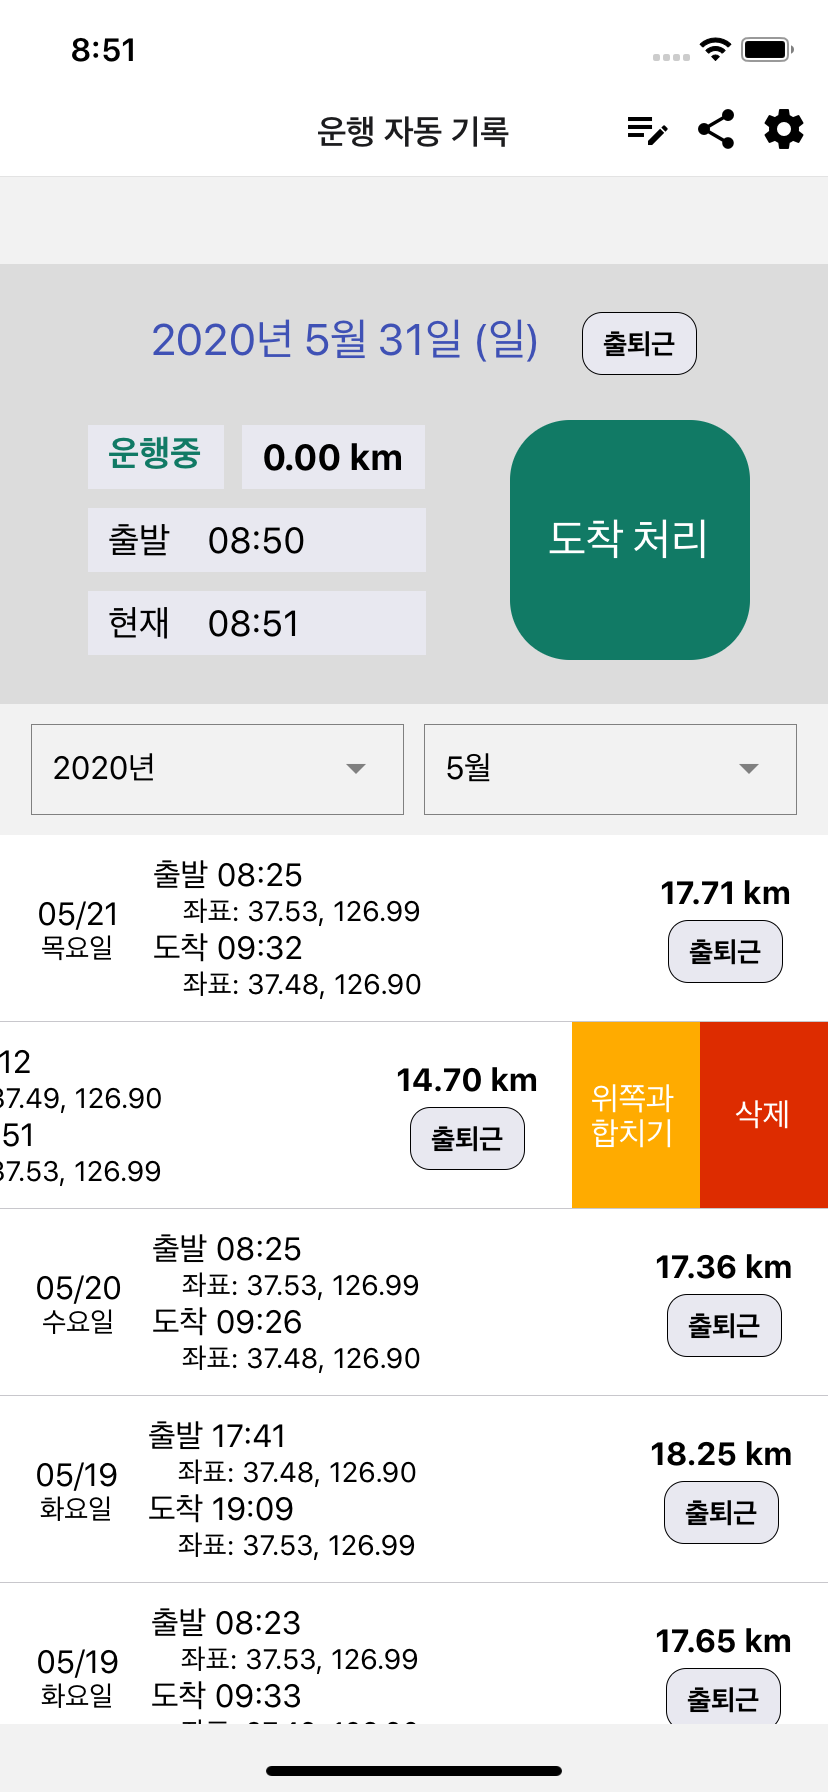 8:51
운행 자동 기록
2020년 5월 31일 (일) 출퇴근
운행중 0.00 km
출발 08:50
현재 08:51
도착 처리
2020년 5월
05/21
목요일
출발 08:25
좌표: 37.53, 126.99
도착 09:32
좌표: 37.48, 126.90
17.71 km
출퇴근
12
37.49, 126.90
51
37.53, 126.99
14.70 km
출퇴근
위쪽과
합치기
삭제
05/20
수요일
출발 08:25
좌표: 37.53, 126.99
도착 09:26
좌표: 37.48, 126.90
17.36 km
출퇴근
05/19
화요일
출발 17:41
좌표: 37.48, 126.90
도착 19:09
좌표: 37.53, 126.99
18.25 km
출퇴근
05/19
화요일
출발 08:23
좌표: 37.53, 126.99
도착 09:33
17.65 km
출퇴근